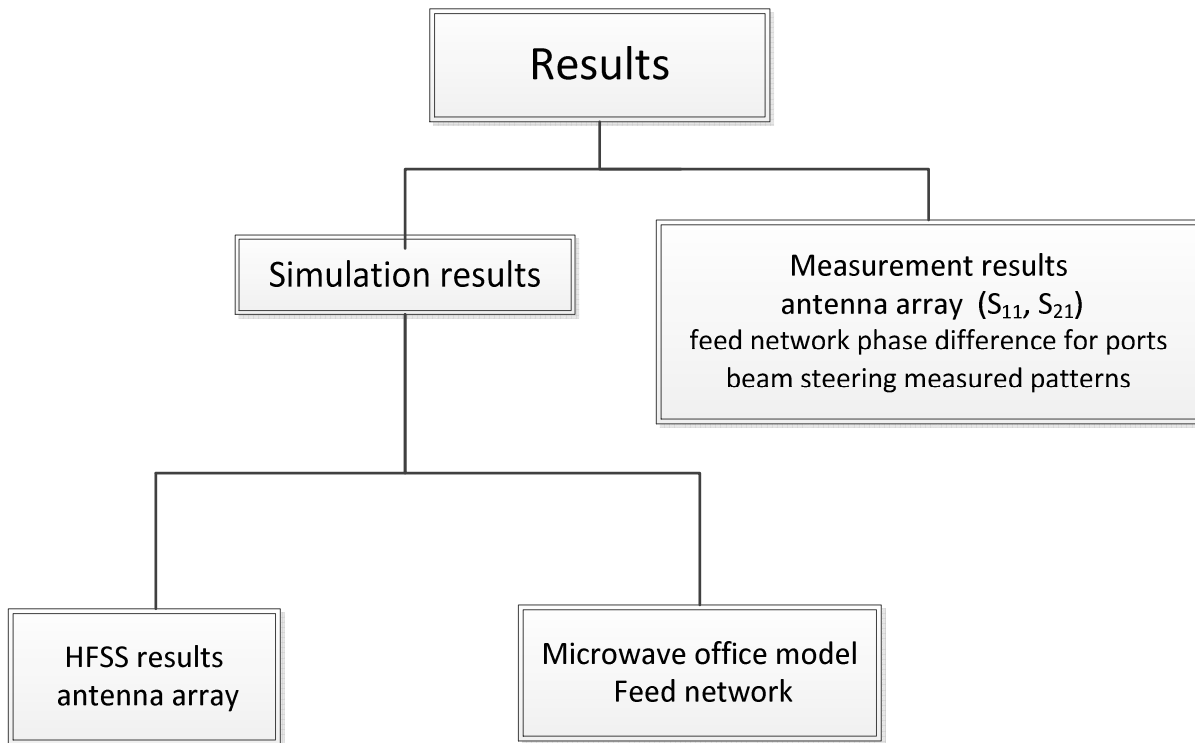 Results
Simulation results
Measurement results
antenna array (S₁₁, S₂₁)
feed network phase difference for ports
beam steering measured patterns
HFSS results
antenna array
Microwave office model
Feed network